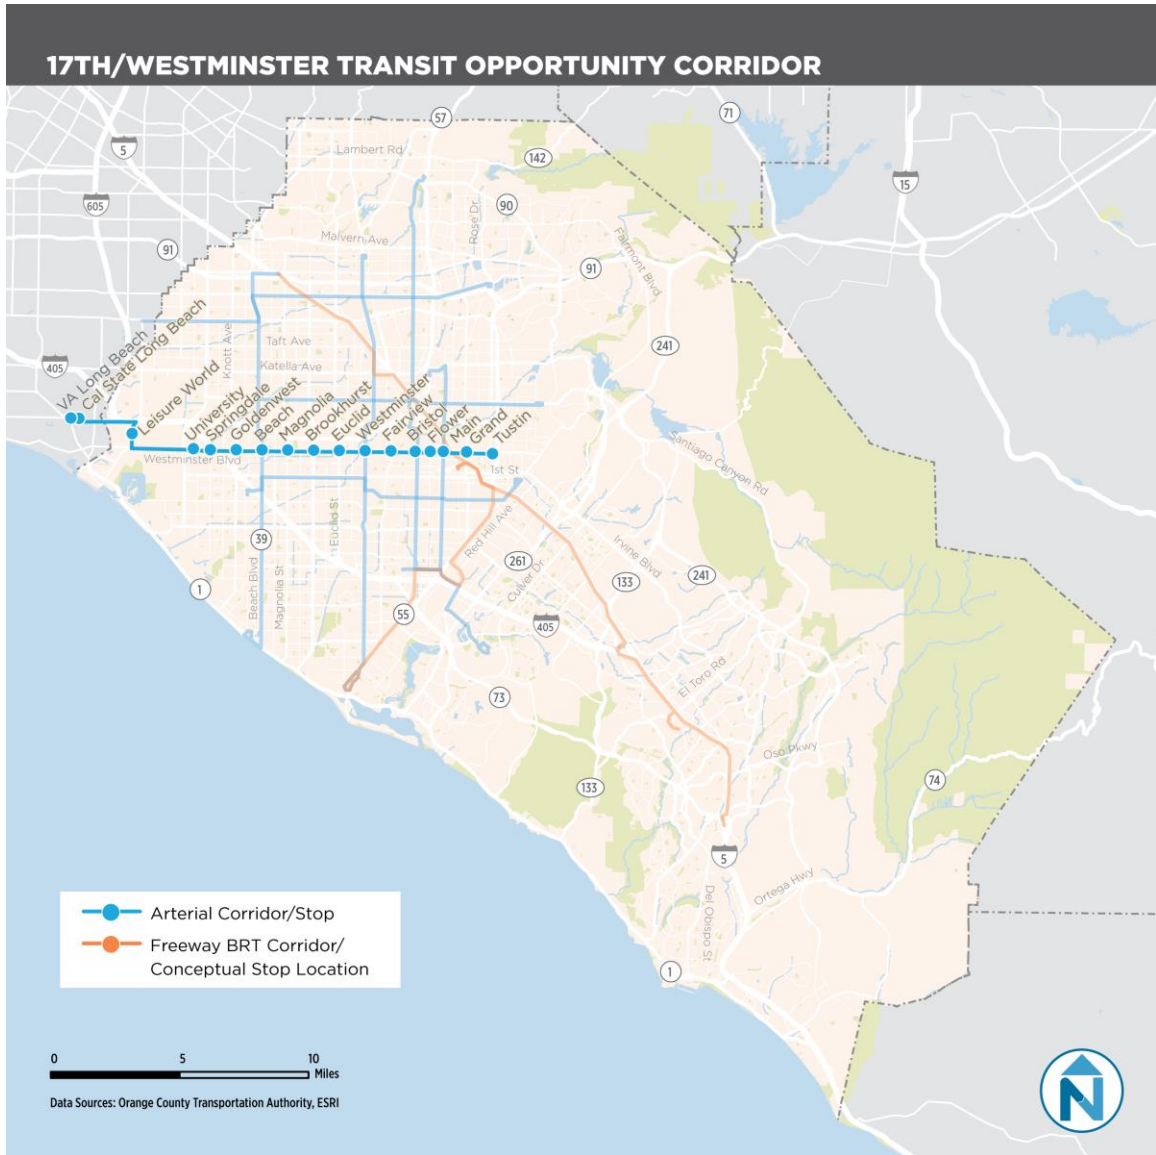 17TH/WESTMINSTER TRANSIT OPPORTUNITY CORRIDOR
57
71
5
Lambert Rd
142
15
605
90
Rose Dr
91
Malvern Ave
Fairmont Blvd
91
241
405
VA Long Beach
Cal State Long Beach
Knott Ave
Taft Ave
Katella Ave
Leisure World
University
Springdale
Goldenwest
Beach
Magnolia
Brookhurst
Euclid
Westminster
Fairview
Bristol
Flower
Main
Grand
Tustin
Westminster Blvd
1st St
Santiago Canyon Rd
Euclid St
Red Hill Ave
39
Irvine Blvd
261
133
241
Culver Dr
1
Beach Blvd
Magnolia St
55
405
El Toro Rd
73
Oso Pkwy
133
74
5
Ortega Hwy
Del Obispo St
1
Arterial Corridor/Stop
Freeway BRT Corridor/
Conceptual Stop Location
0 5 10
Miles
Data Sources: Orange County Transportation Authority, ESRI
N